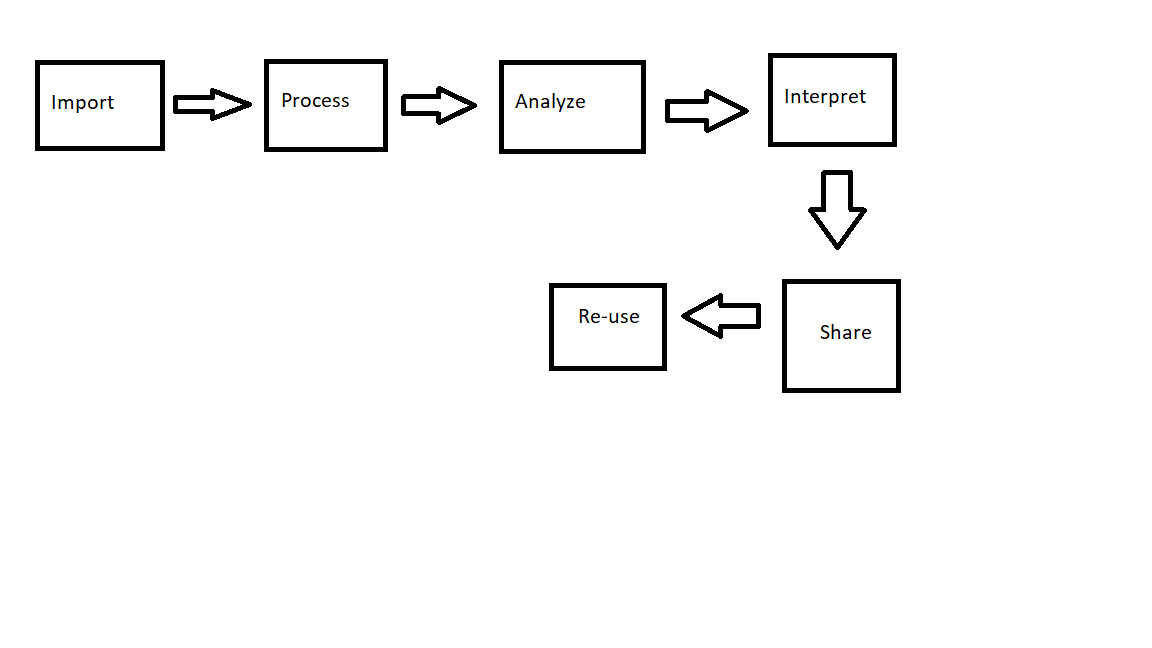 Import
Process
Analyze
Interpret
Share
Re-use